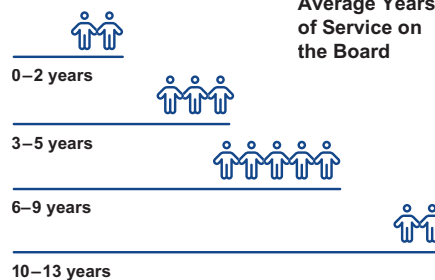 Average Years
of Service on
the Board
0–2 years
3–5 years
6–9 years
10–13 years